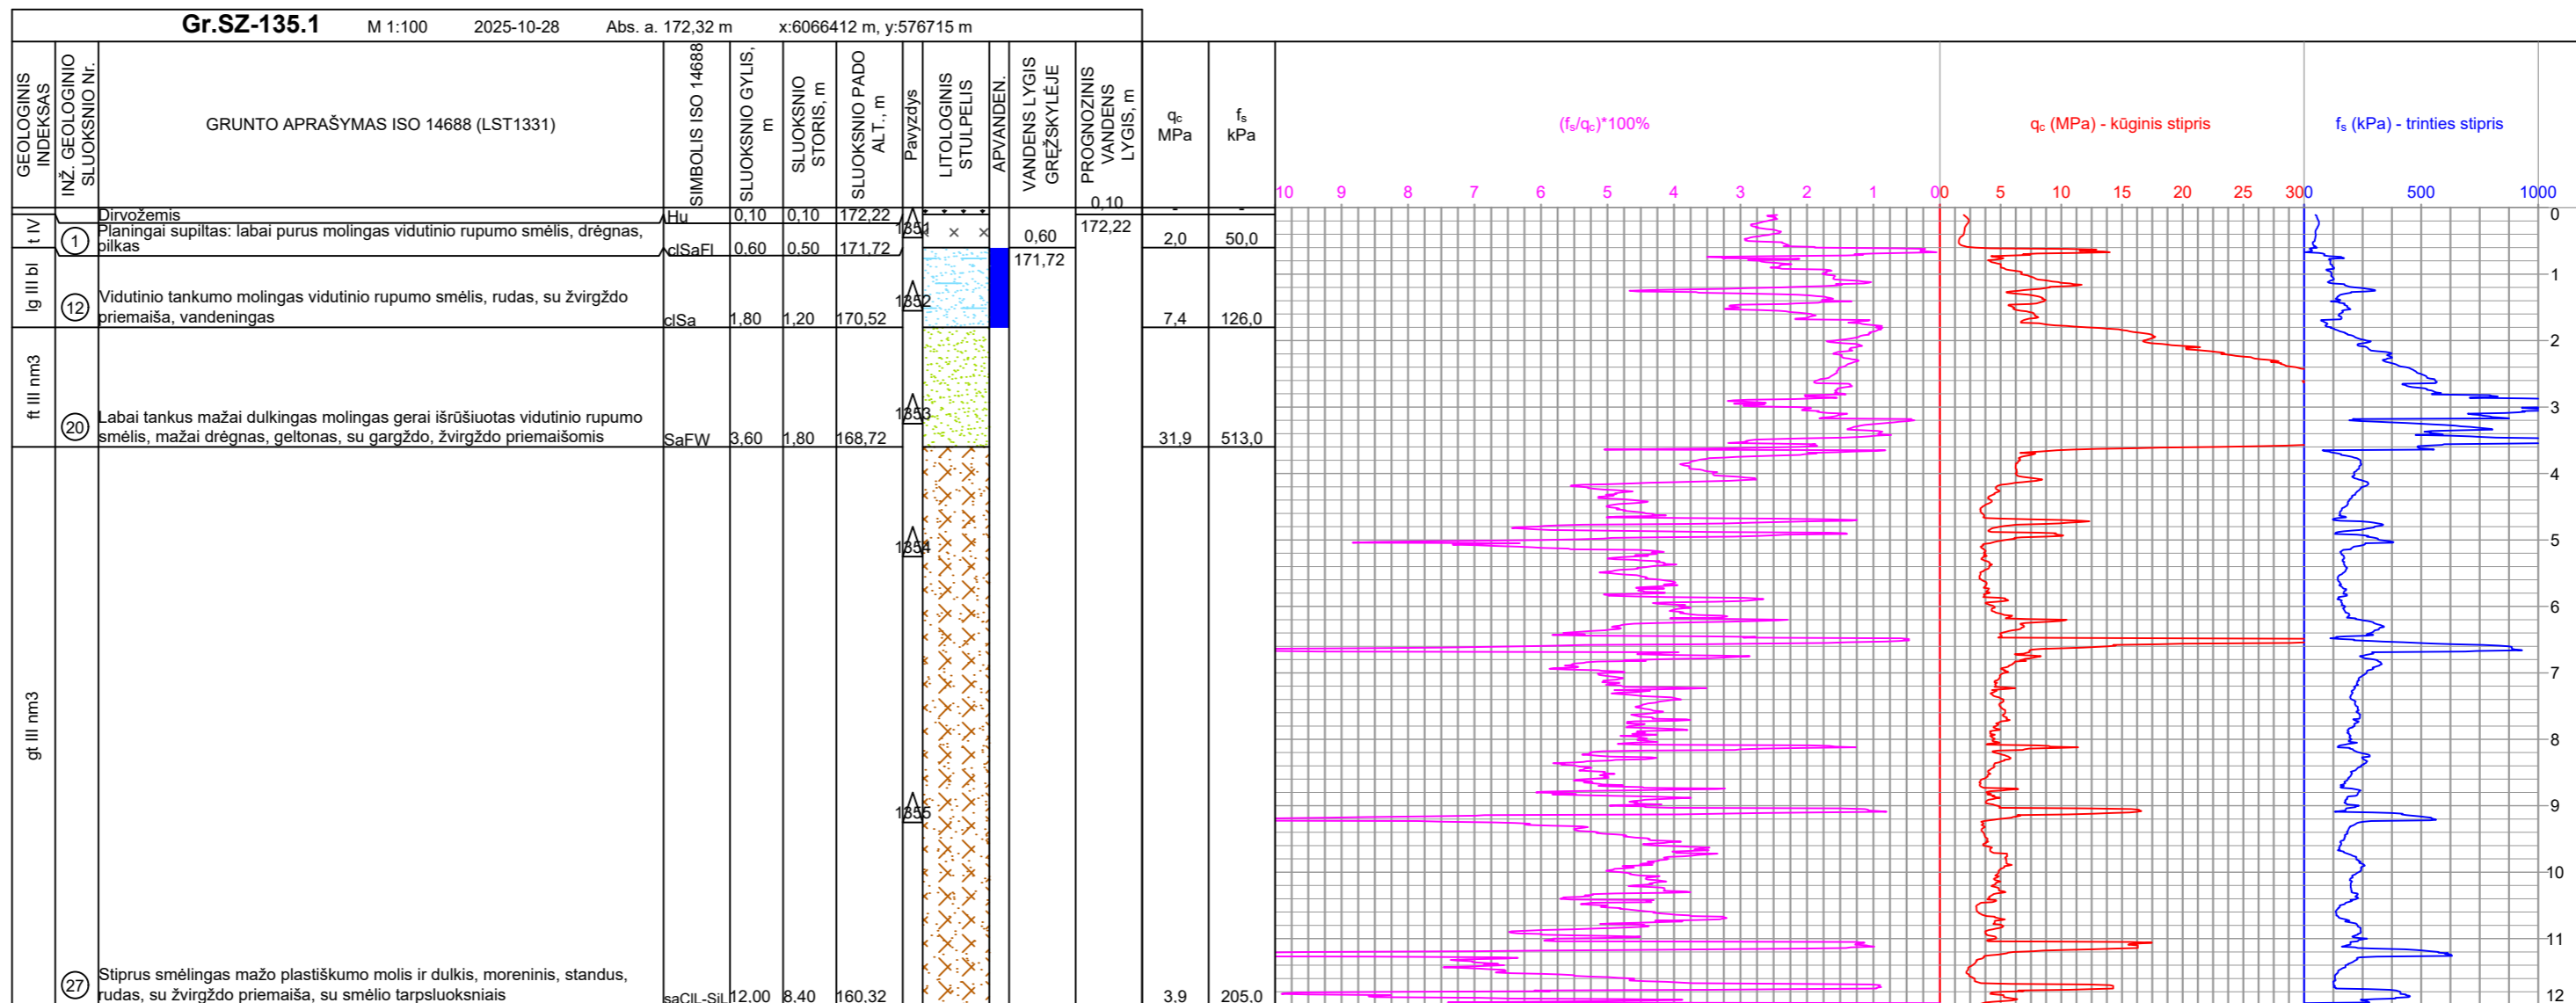 Gr.SZ-135.1 M 1:100 2025-10-28 Abs. a. 172,32 m x:6066412 m, y:576715 m
GEOLOGINIS
INDEKSAS
INŽ. GEOLOGINIO
SLUOKSNIO Nr.
GRUNTO APRAŠYMAS ISO 14688 (LST1331)
SIMBOLIS ISO 14688
SLUOKSNIO GYLIS,
m
SLUOKSNIO
STORIS, m
SLUOKSNIO PADO
ALT., m
Pavyzdys
LITOLOGINIS
STULPELIS
APVANDEN.
VANDENS LYGIS
GRĘŽSKYLĖJE
PROGNOZINIS
VANDENS
LYGIS, m
qc
MPa
fs
kPa
(fs/qc)*100%
qc (MPa) - kūginis stipris
fs (kPa) - trinties stipris
10 9 8 7 6 5 4 3 2 1 0
0 5 10 15 20 25 30
0 500 1000
0,10
172,22
t IV
Dirvožemis
Hu 0,10 0,10 172,22 - -
1
Planingai supiltas: labai purus molingas vidutinio rupumo smėlis, drėgnas,
pilkas
clSaFl 0,60 0,50 171,72 1351 2,0 50,0
0,60
171,72
lg III bl
12
Vidutinio tankumo molingas vidutinio rupumo smėlis, rudas, su žvirgždo
priemaiša, vandeningas
clSa 1,80 1,20 170,52 1352 7,4 126,0
ft III nm3
20
Labai tankus mažai dulkingas molingas gerai išrūšiuotas vidutinio rupumo
smėlis, mažai drėgnas, geltonas, su gargždo, žvirgždo priemaišomis
SaFW 3,60 1,80 168,72 1353 31,9 513,0
gt III nm3
1354
1355
27
Stiprus smėlingas mažo plastiškumo molis ir dulkis, moreninis, standus,
rudas, su žvirgždo priemaiša, su smėlio tarpsluoksniais
saClL-SiL 12,00 8,40 160,32 3,9 205,0
0
1
2
3
4
5
6
7
8
9
10
11
12